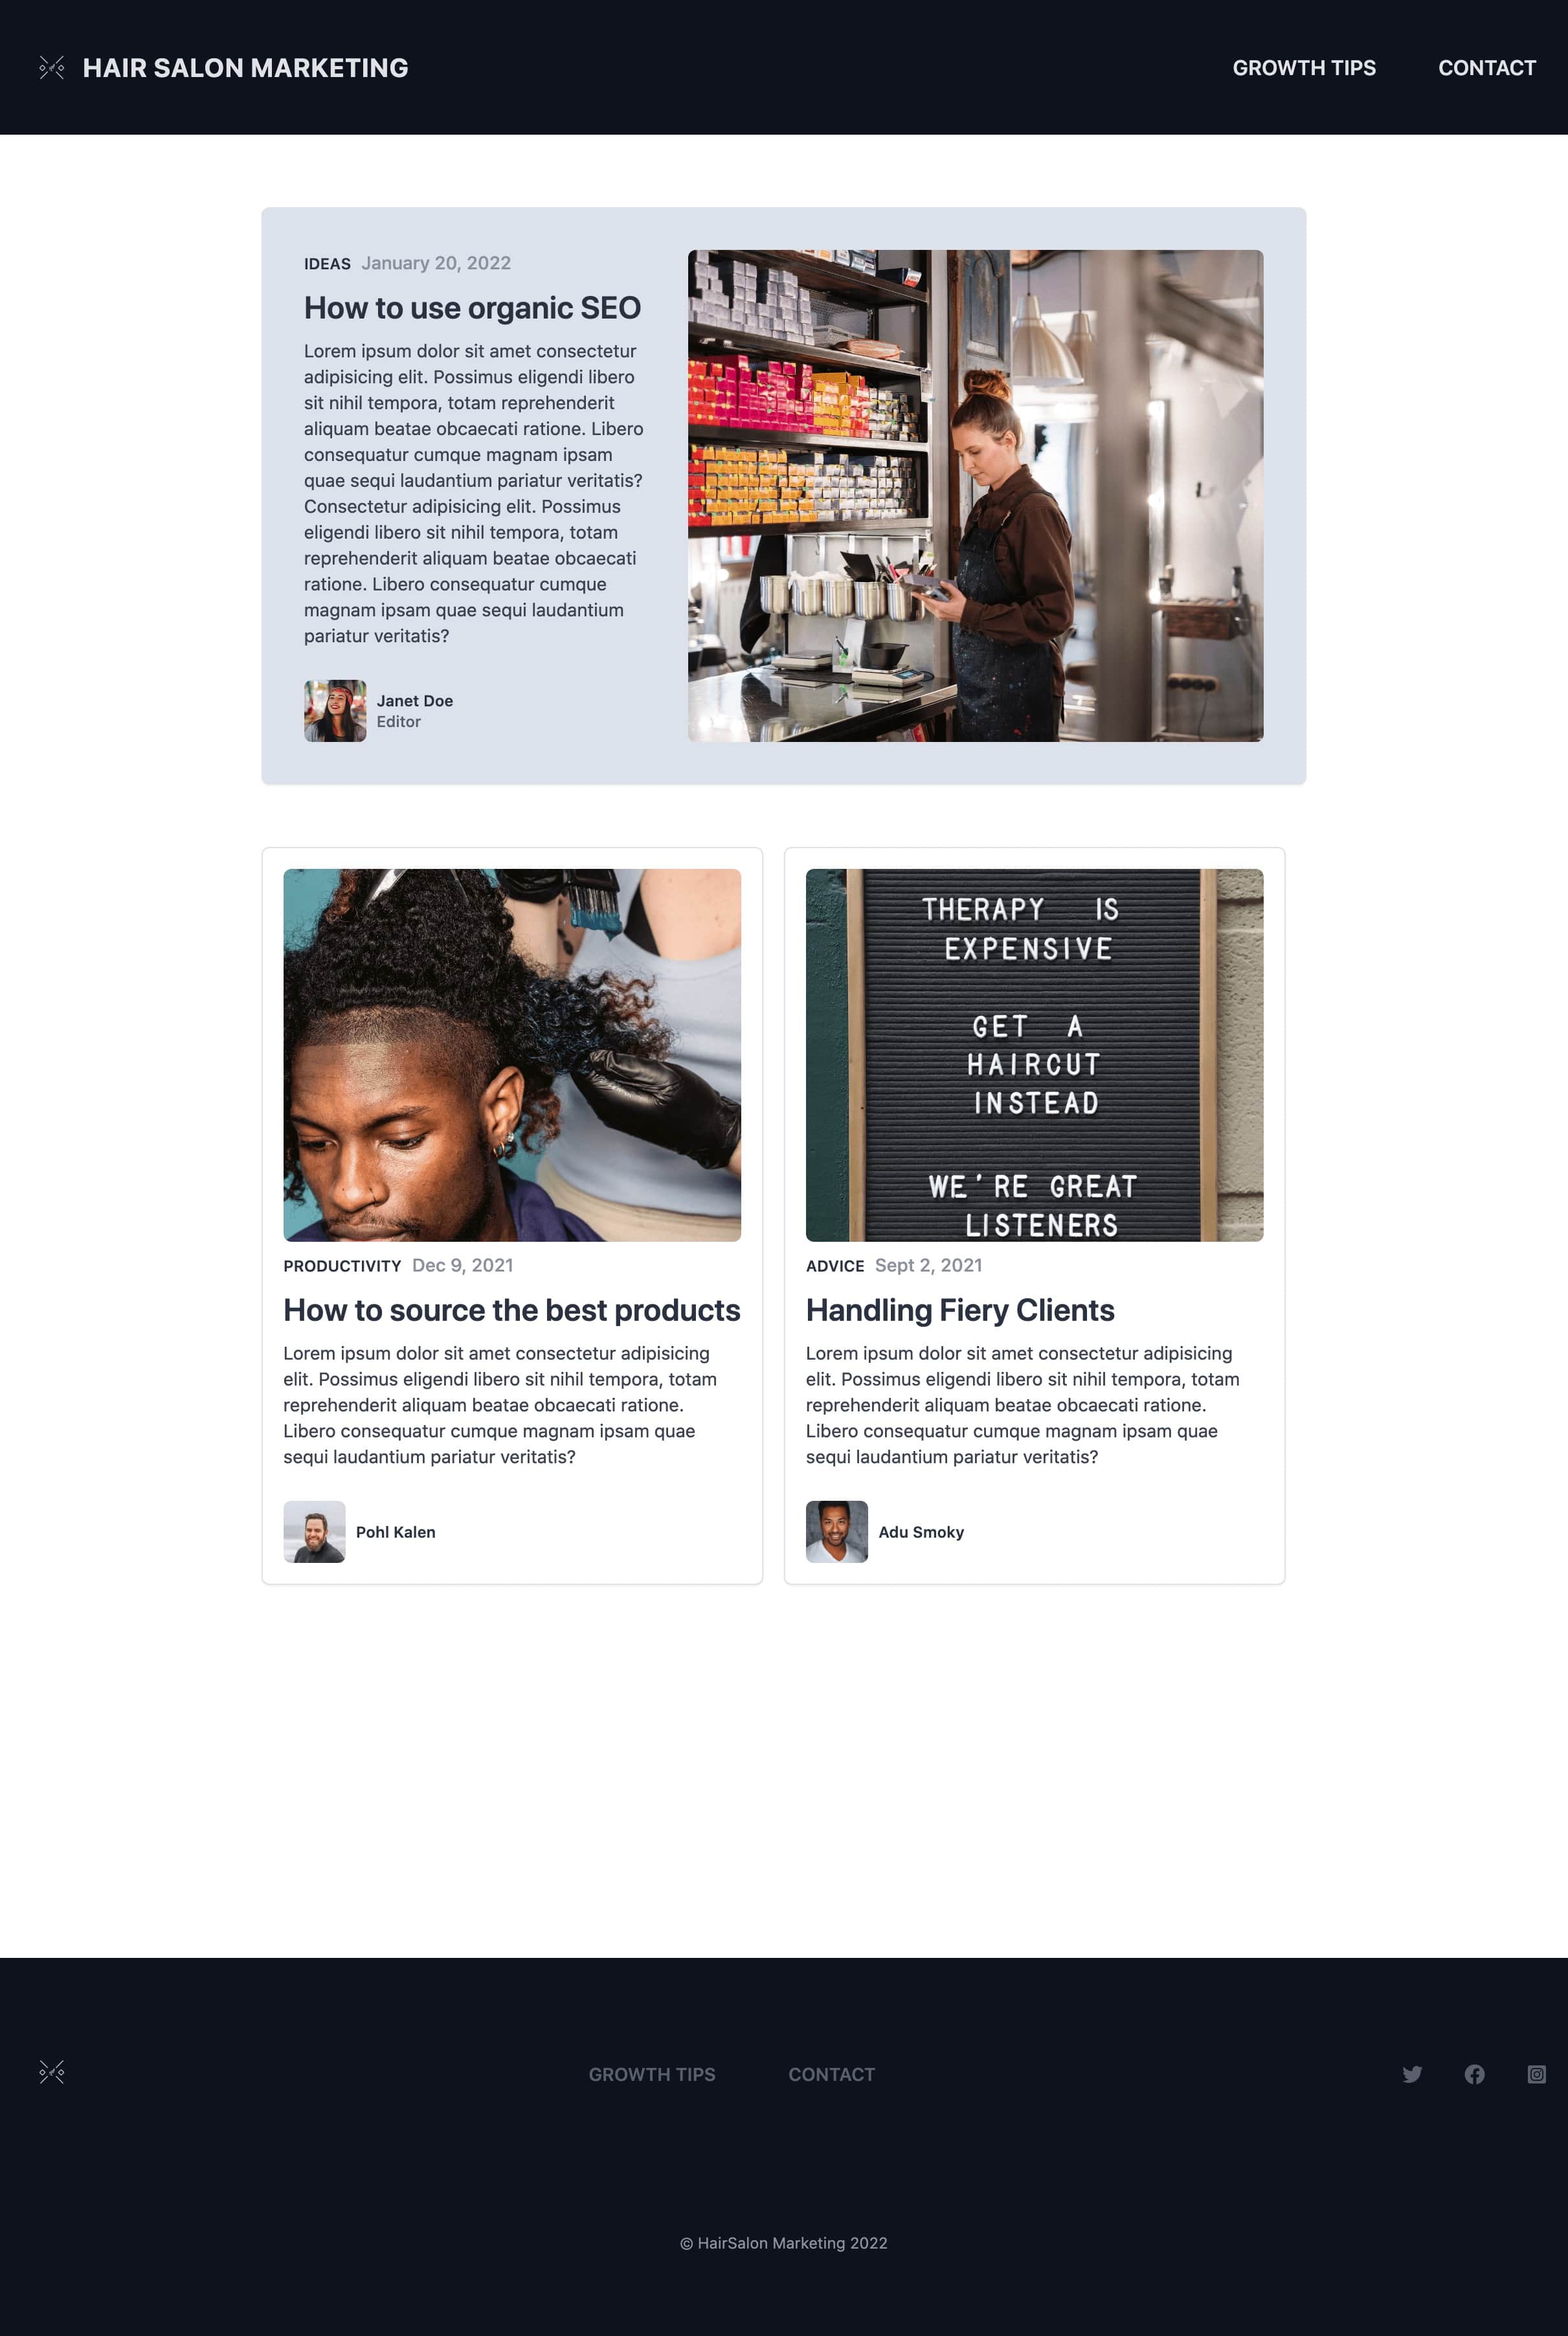 HAIR SALON MARKETING
GROWTH TIPS
CONTACT
IDEAS January 20, 2022
How to use organic SEO
Lorem ipsum dolor sit amet consectetur
adipisicing elit. Possimus eligendi libero
sit nihil tempora, totam reprehenderit
aliquam beatae obcaecati ratione. Libero
consequatur cumque magnam ipsam
quae sequi laudantium pariatur veritatis?
Consectetur adipisicing elit. Possimus
eligendi libero sit nihil tempora, totam
reprehenderit aliquam beatae obcaecati
ratione. Libero consequatur cumque
magnam ipsam quae sequi laudantium
pariatur veritatis?
Janet Doe
Editor
PRODUCTIVITY Dec 9, 2021
How to source the best products
Lorem ipsum dolor sit amet consectetur adipisicing
elit. Possimus eligendi libero sit nihil tempora, totam
reprehenderit aliquam beatae obcaecati ratione.
Libero consequatur cumque magnam ipsam quae
sequi laudantium pariatur veritatis?
Pohl Kalen
THERAPY IS
EXPENSIVE
GET A
HAIRCUT
INSTEAD
WE'RE GREAT
LISTENERS
ADVICE Sept 2, 2021
Handling Fiery Clients
Lorem ipsum dolor sit amet consectetur adipisicing
elit. Possimus eligendi libero sit nihil tempora, totam
reprehenderit aliquam beatae obcaecati ratione.
Libero consequatur cumque magnam ipsam quae
sequi laudantium pariatur veritatis?
Adu Smoky
GROWTH TIPS
CONTACT
© HairSalon Marketing 2022